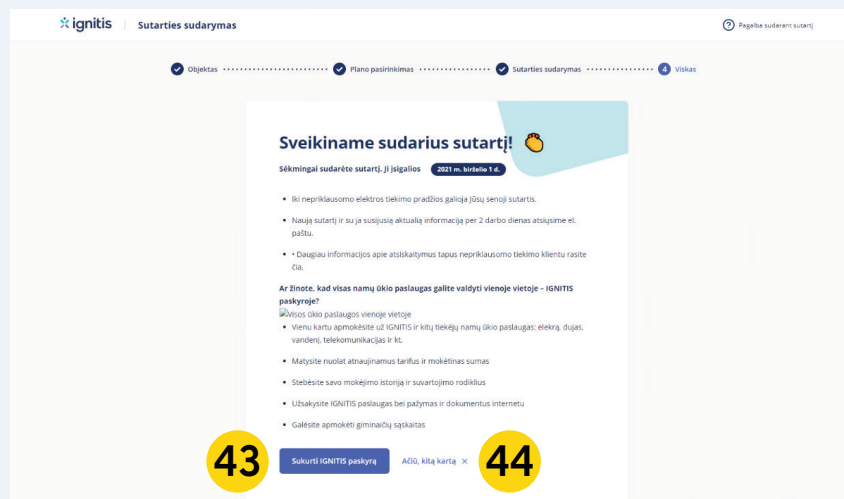 ignitis
Sutarties sudarymas
Pagalba sudarant sutartį
Objektas
Plano pasirinkimas
Sutarties sudarymas
4 Viskas
Sveikiname sudarius sutartį!
Sėkmingai sudarėte sutartį. Ji įsigalios 2021 m. birželio 1 d.
• Iki nepriklausomo elektros tiekimo pradžios galioja Jūsų senoji sutartis.
• Naują sutartį ir su ja susijusią aktualią informaciją per 2 darbo dienas atsiųsime el.
paštu.
• • Daugiau informacijos apie atsiskaitymus tapus nepriklausomo tiekimo klientu rasite
čia.
Ar žinote, kad visas namų ūkio paslaugas galite valdyti vienoje vietoje – IGNITIS
paskyroje?
Visos ūkio paslaugos vienoje vietoje
• Vienu kartu apmokėsite už IGNITIS ir kitų tiekėjų namų ūkio paslaugas: elekrą, dujas,
vandenį, telekomunikacijas ir kt.
• Matysite nuolat atnaujinamus tarifus ir mokėtinas sumas
• Stebėsite savo mokėjimo istoriją ir suvartojimo rodiklius
• Užsakysite IGNITIS paslaugas bei pažymas ir dokumentus internetu
• Galėsite apmokėti giminaičių sąskaitas
43 Sukurti IGNITIS paskyrą Ačiū, kitą kartą × 44